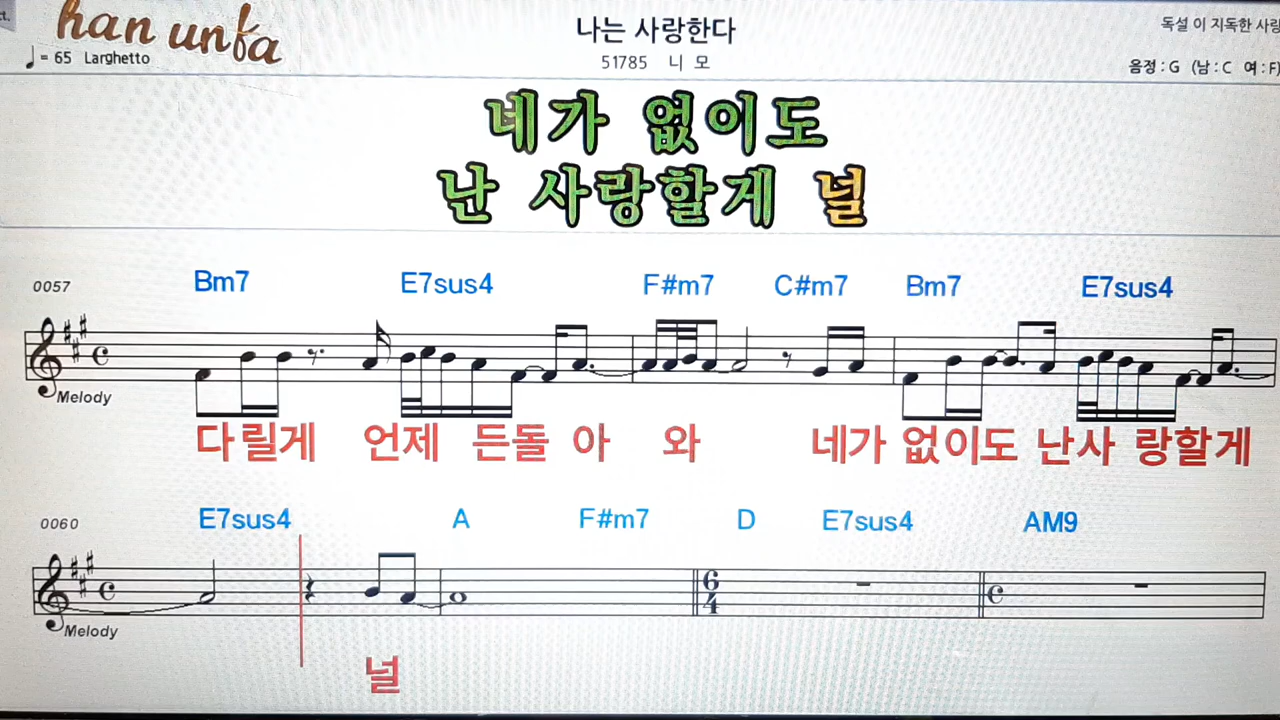 ct.
han unfa
♩= 65 Larghetto
나는 사랑한다
51785 니 모
독설 이 지독한 사랑
음정 : G (남 : C 여 : F)
네가 없이도
난 사랑할게 널
0057 Bm7 E7sus4 F#m7 C#m7 Bm7 E7sus4
Melody
다릴게 언제 든돌 아 와 네가 없이도 난사 랑할게
0060 E7sus4 A F#m7 D E7sus4 AM9
6
4
Melody
널